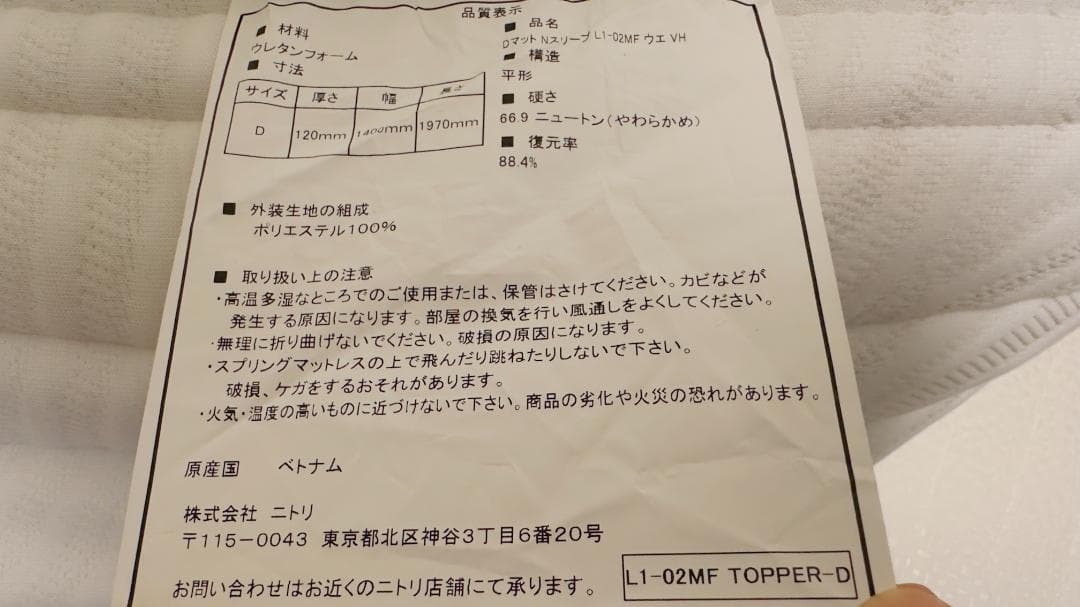 品質表示
■ 材料
ウレタンフォーム
■ 寸法
サイズ 厚さ 幅 長さ
D 120mm 1400mm 1970mm
■ 品名
Dマット Nスリープ L1-02MF ウエ VH
■ 構造
平形
■ 硬さ
66.9 ニュートン(やわらかめ)
■ 復元率
88.4%
■ 外装生地の組成
ポリエステル100%
■ 取り扱い上の注意
・高温多湿なところでのご使用または、保管はさけてください。カビなどが
発生する原因になります。部屋の換気を行い風通しをよくしてください。
・無理に折り曲げないでください。破損の原因になります。
・スプリングマットレスの上で飛んだり跳ねたりしないで下さい。
破損、ケガをするおそれがあります。
・火気・温度の高いものに近づけないで下さい。商品の劣化や火災の恐れがあります。
原産国 ベトナム
株式会社 ニトリ
〒115-0043 東京都北区神谷3丁目6番20号
お問い合わせはお近くのニトリ店舗にて承ります。
L1-02MF TOPPER-D